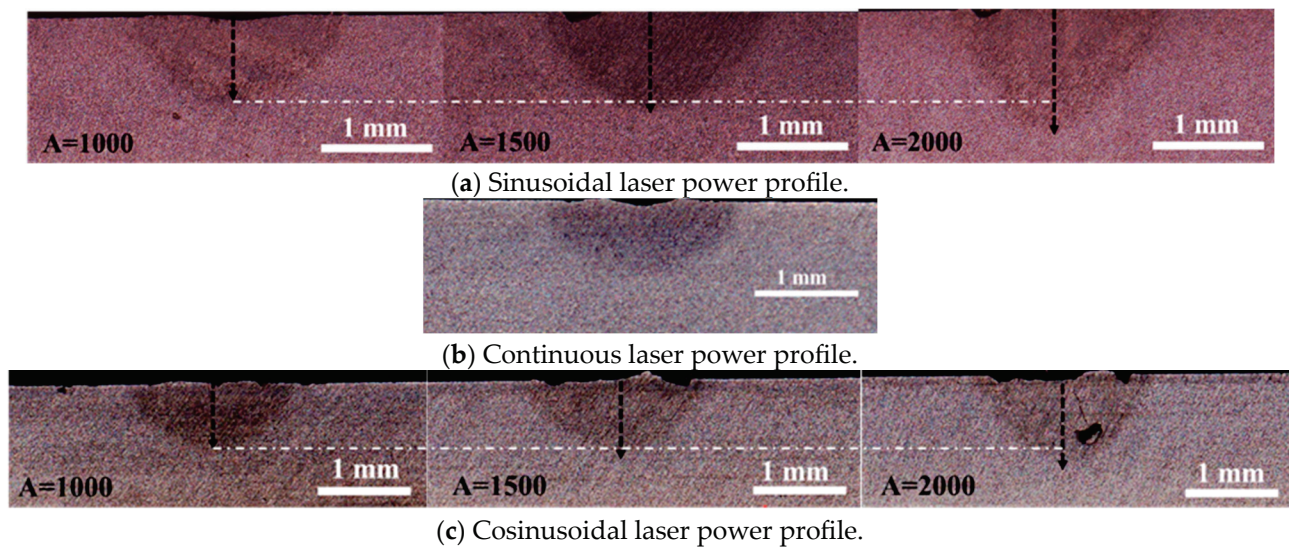 A=1000 1 mm A=1500 1 mm A=2000 1 mm
(a) Sinusoidal laser power profile.
1 mm
(b) Continuous laser power profile.
A=1000 1 mm A=1500 1 mm A=2000 1 mm
(c) Cosinusoidal laser power profile.